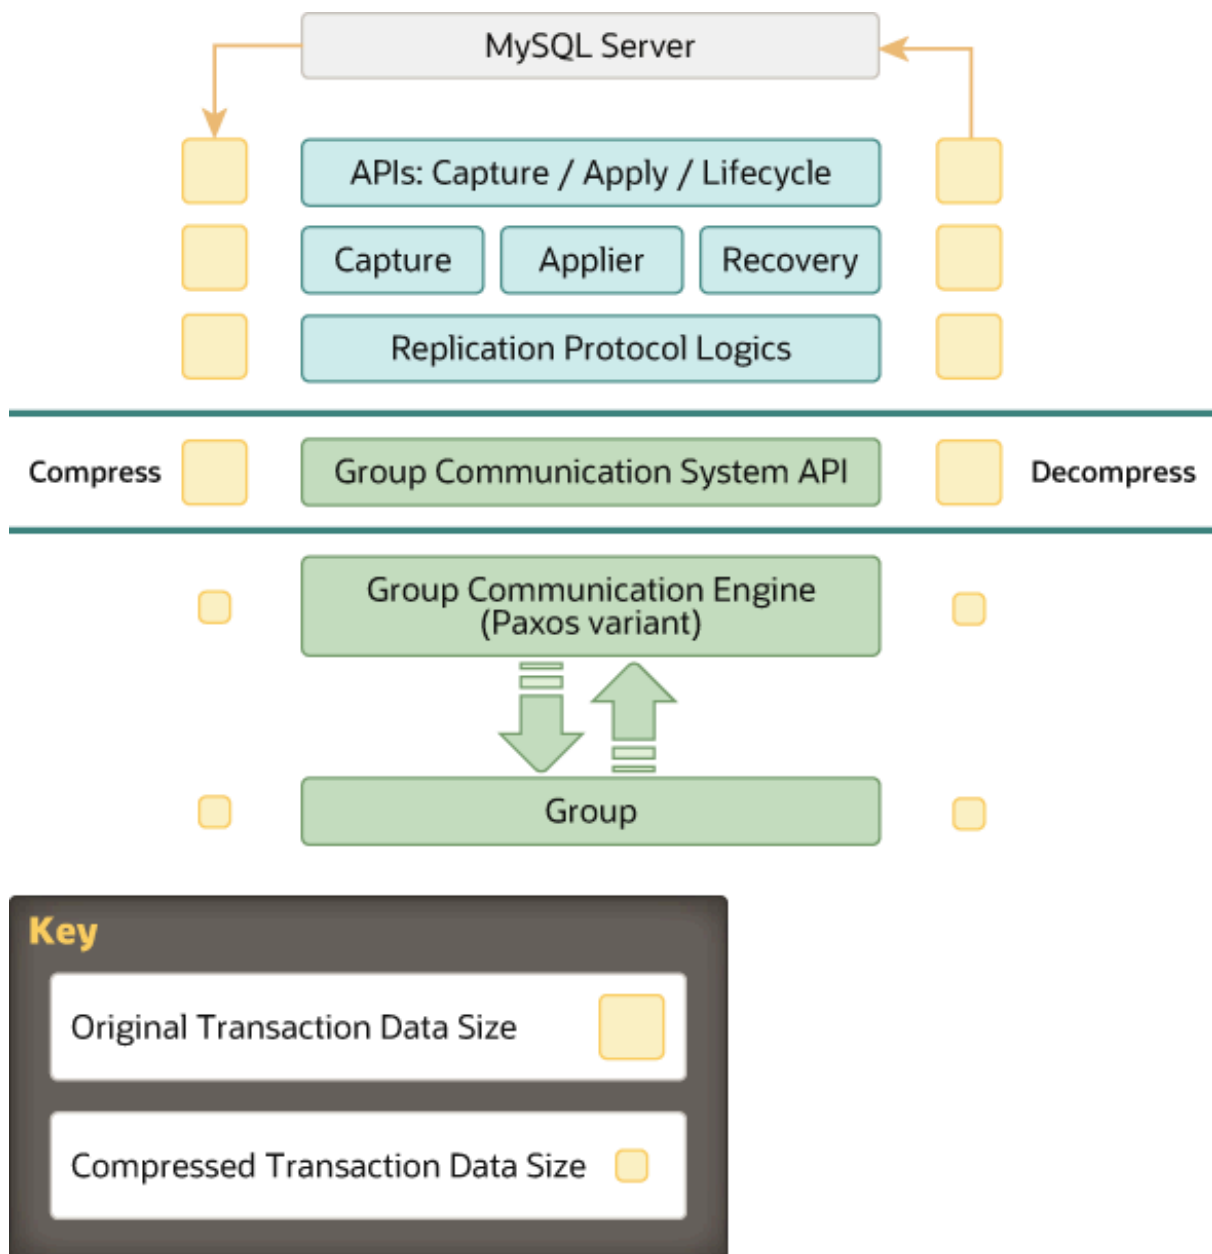 MySQL Server
APIs: Capture / Apply / Lifecycle
Capture
Applier
Recovery
Replication Protocol Logics
Compress
Group Communication System API
Decompress
Group Communication Engine
(Paxos variant)
Group
Key
Original Transaction Data Size
Compressed Transaction Data Size